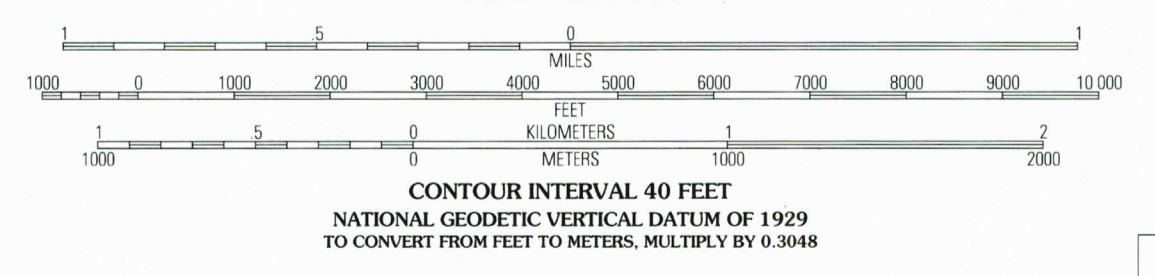 1 .5 0 1
MILES
1000 0 1000 2000 3000 4000 5000 6000 7000 8000 9000 10 000
FEET
1 .5 0 KILOMETERS 1 2
1000 0 METERS 1000 2000
CONTOUR INTERVAL 40 FEET
NATIONAL GEODETIC VERTICAL DATUM OF 1929
TO CONVERT FROM FEET TO METERS, MULTIPLY BY 0.3048